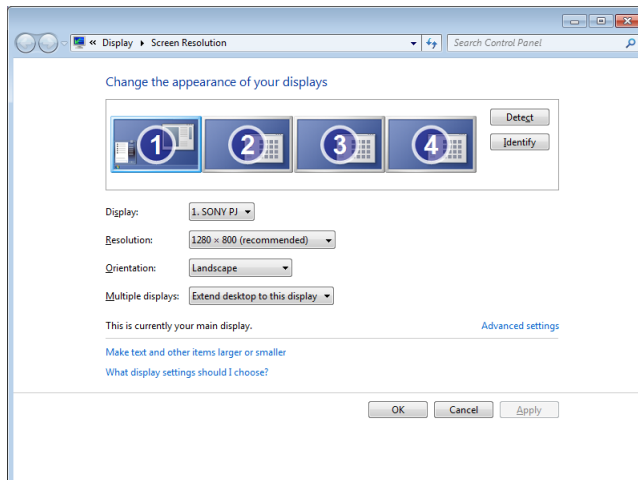 « Display ▸ Screen Resolution Search Control Panel
Change the appearance of your displays
1 2 3 4
Detect
Identify
Display: 1. SONY PJ
Resolution: 1280 × 800 (recommended)
Orientation: Landscape
Multiple displays: Extend desktop to this display
This is currently your main display. Advanced settings
Make text and other items larger or smaller
What display settings should I choose?
OK Cancel Apply